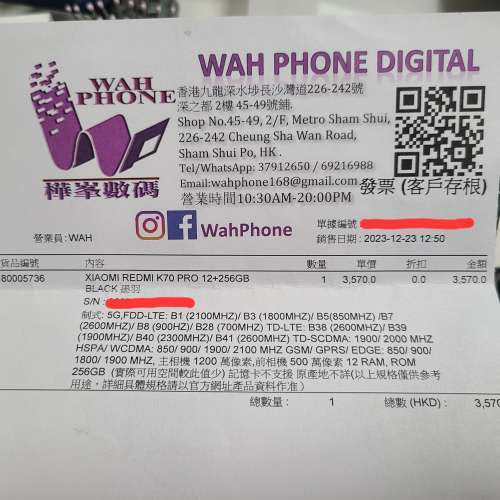 WAH
PHONE
樺峯數碼
WAH PHONE DIGITAL
香港九龍深水埗長沙灣道226-242號
深之都 2樓 45-49號舖.
Shop No.45-49, 2/F, Metro Sham Shui,
226-242 Cheung Sha Wan Road,
Sham Shui Po, HK .
Tel/WhatsApp: 37912650 / 69216988
Email:wahphone168@gmail.com
發票 (客戶存根)
營業時間10:30AM-20:00PM
WahPhone
單據編號
營業員: WAH
銷售日期 : 2023-12-23 12:50
貨品編號 內容 數量 單價 折扣 金額
80005736 XIAOMI REDMI K70 PRO 12+256GB 1 3,570.0 0.0 3,570.0
BLACK 墨羽
S/N :
制式: 5G,FDD-LTE: B1 (2100MHZ)/ B3 (1800MHZ)/ B5(850MHZ) /B7
(2600MHZ)/ B8 (900HZ)/ B28 (700MHZ) TD-LTE: B38 (2600MHZ)/ B39
(1900MHZ)/ B40 (2300MHZ)/ B41 (2600MHZ) TD-SCDMA: 1900/ 2000 MHZ
HSPA/ WCDMA: 850/ 900/ 1900/ 2100 MHZ GSM/ GPRS/ EDGE: 850/ 900/
1800/ 1900 MHZ, 主相機 1200 萬像素,前相機 500 萬像素 12 RAM, ROM
256GB (實際可用空間較此值少) 記憶卡不支援 原產地不詳(以上規格僅供參考
用途，詳細具體規格請以官方網址產品資料作准)
總數量 : 1 總數 (HKD) : 3,570